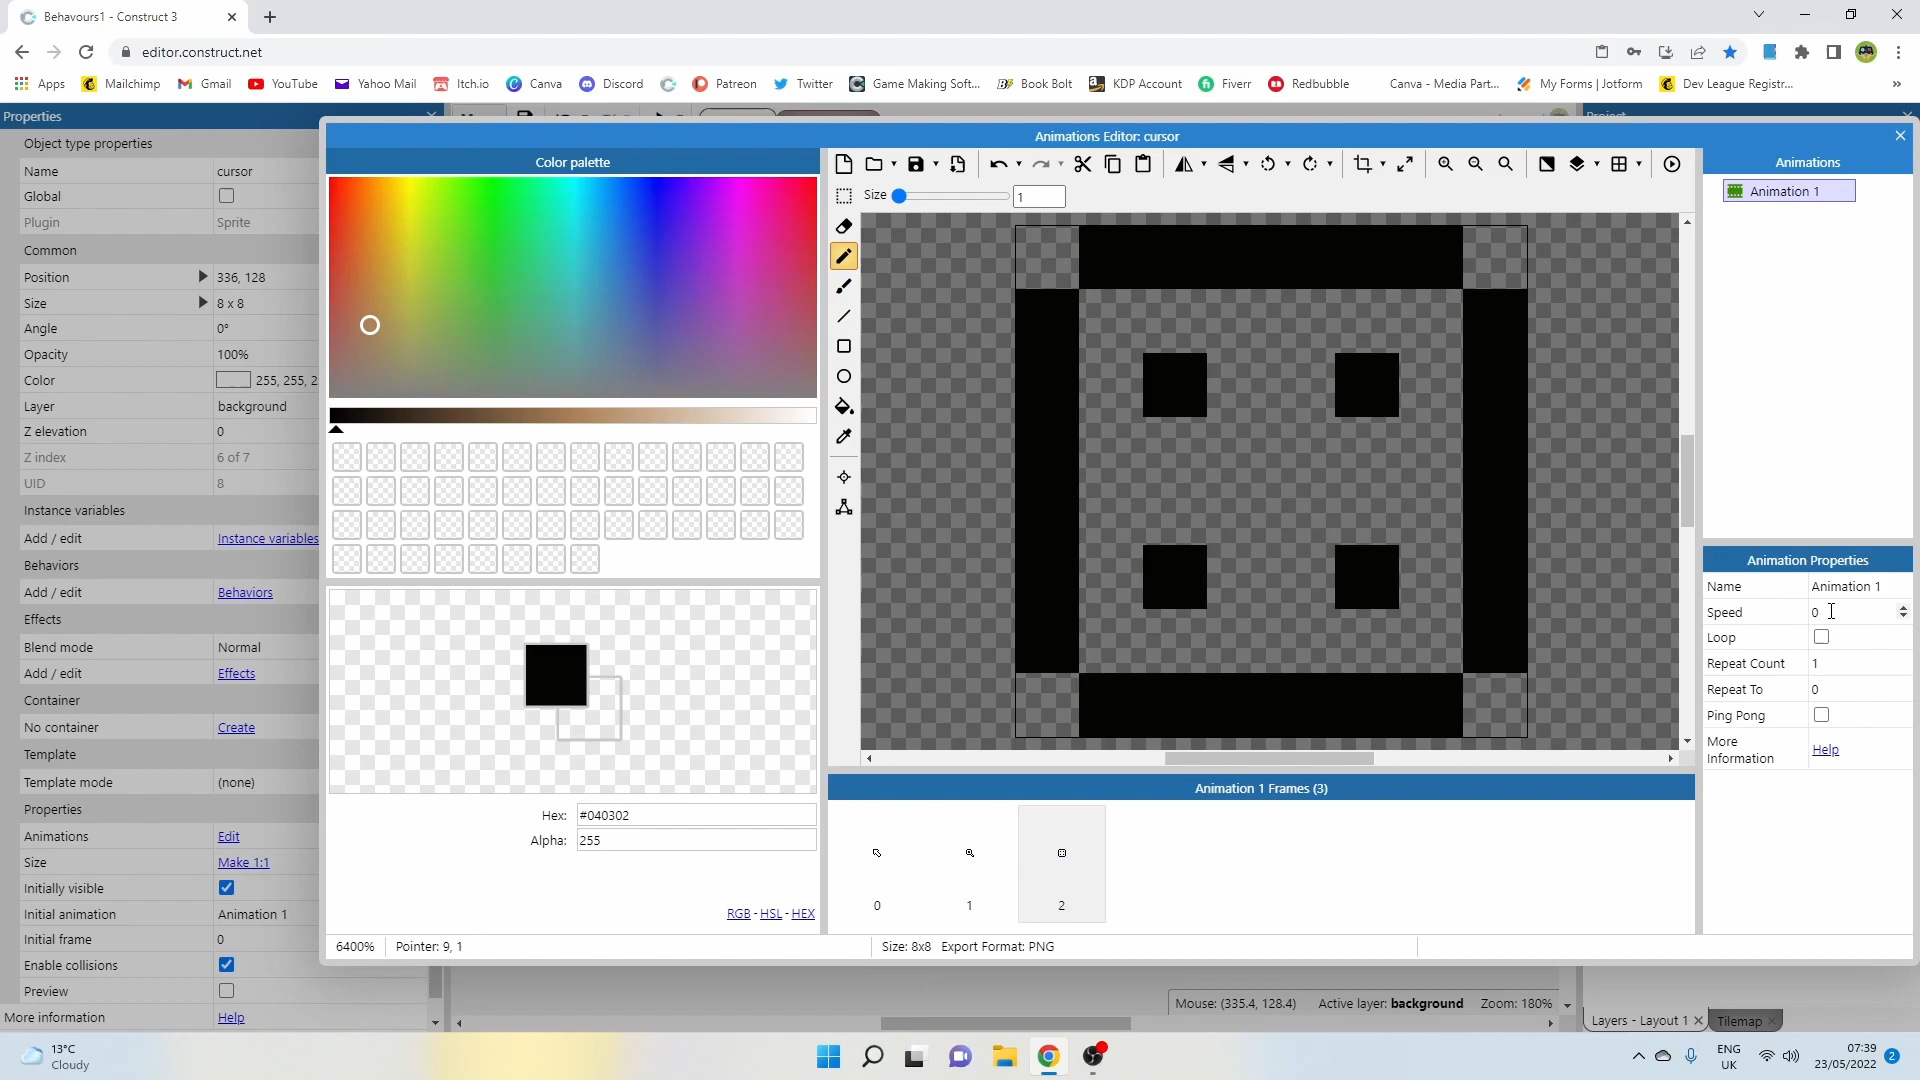 Behavours1 - Construct 3
editor.construct.net
Apps Mailchimp Gmail YouTube Yahoo Mail Itch.io Canva Discord Patreon Twitter Game Making Soft... Book Bolt KDP Account Fiverr Redbubble Canva - Media Part... My Forms | Jotform Dev League Registr... »
Properties
Object type properties
Name cursor
Global
Plugin Sprite
Common
Position 336, 128
Size 8 x 8
Angle 0°
Opacity 100%
Color 255, 255, 2
Layer background
Z elevation 0
Z index 6 of 7
UID 8
Instance variables
Add / edit Instance variables
Behaviors
Add / edit Behaviors
Effects
Blend mode Normal
Add / edit Effects
Container
No container Create
Template
Template mode (none)
Properties
Animations Edit
Size Make 1:1
Initially visible
Initial animation Animation 1
Initial frame 0
Enable collisions
Preview
More information Help
Animations Editor: cursor
Color palette
Size 1
Hex: #040302
Alpha: 255
RGB - HSL - HEX
6400% Pointer: 9, 1 Size: 8x8 Export Format: PNG
Animation 1 Frames (3)
0 1 2
Animations
Animation 1
Animation Properties
Name Animation 1
Speed 0
Loop
Repeat Count 1
Repeat To 0
Ping Pong
More
Information Help
Mouse: (335.4, 128.4) Active layer: background Zoom: 180%
Layers - Layout 1 Tilemap
13°C
Cloudy
ENG
UK
07:39
23/05/2022
2